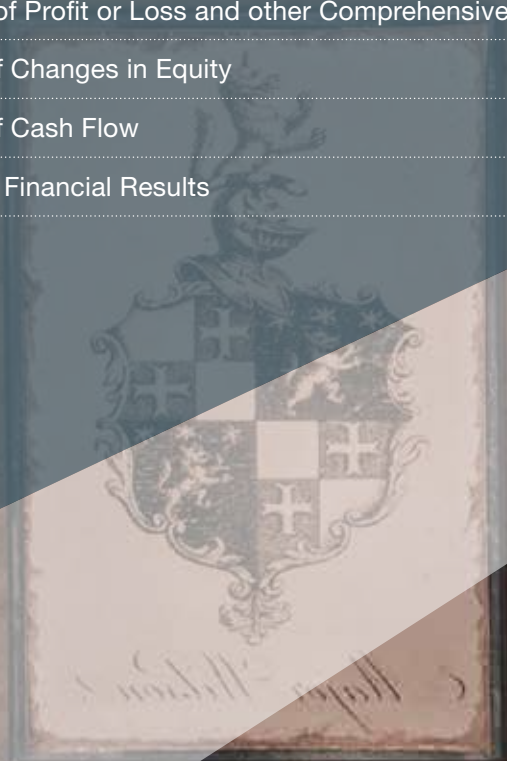 of Profit or Loss and other Comprehensive
f Changes in Equity
f Cash Flow
Financial Results